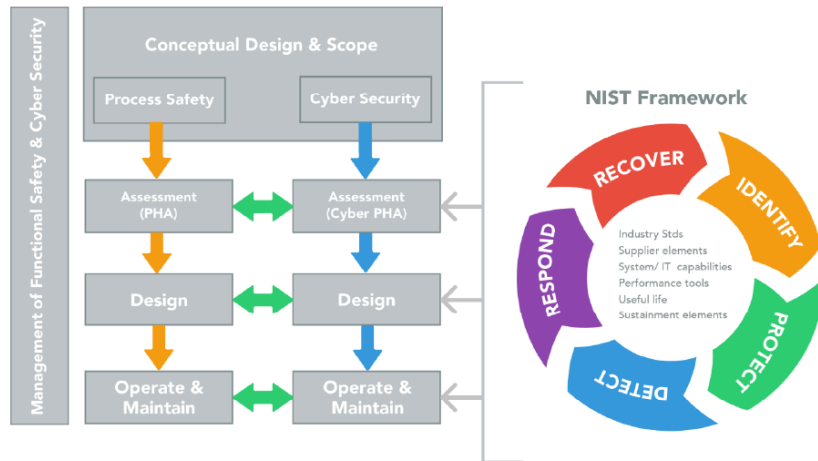 Management of Functional Safety & Cyber Security
Conceptual Design & Scope
Process Safety
Cyber Security
Assessment
(PHA)
Assessment
(Cyber PHA)
Design
Design
Operate &
Maintain
Operate &
Maintain
NIST Framework
RECOVER
IDENTIFY
PROTECT
DETECT
RESPOND
Industry Stds
Supplier elements
System/ IT capabilities
Performance tools
Useful life
Sustainment elements